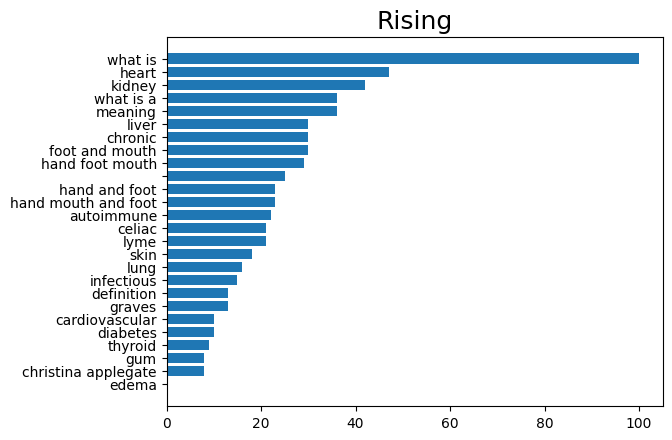 Rising
what is
heart
kidney
what is a
meaning
liver
chronic
foot and mouth
hand foot mouth
hand and foot
hand mouth and foot
autoimmune
celiac
lyme
skin
lung
infectious
definition
graves
cardiovascular
diabetes
thyroid
gum
christina applegate
edema
0 20 40 60 80 100